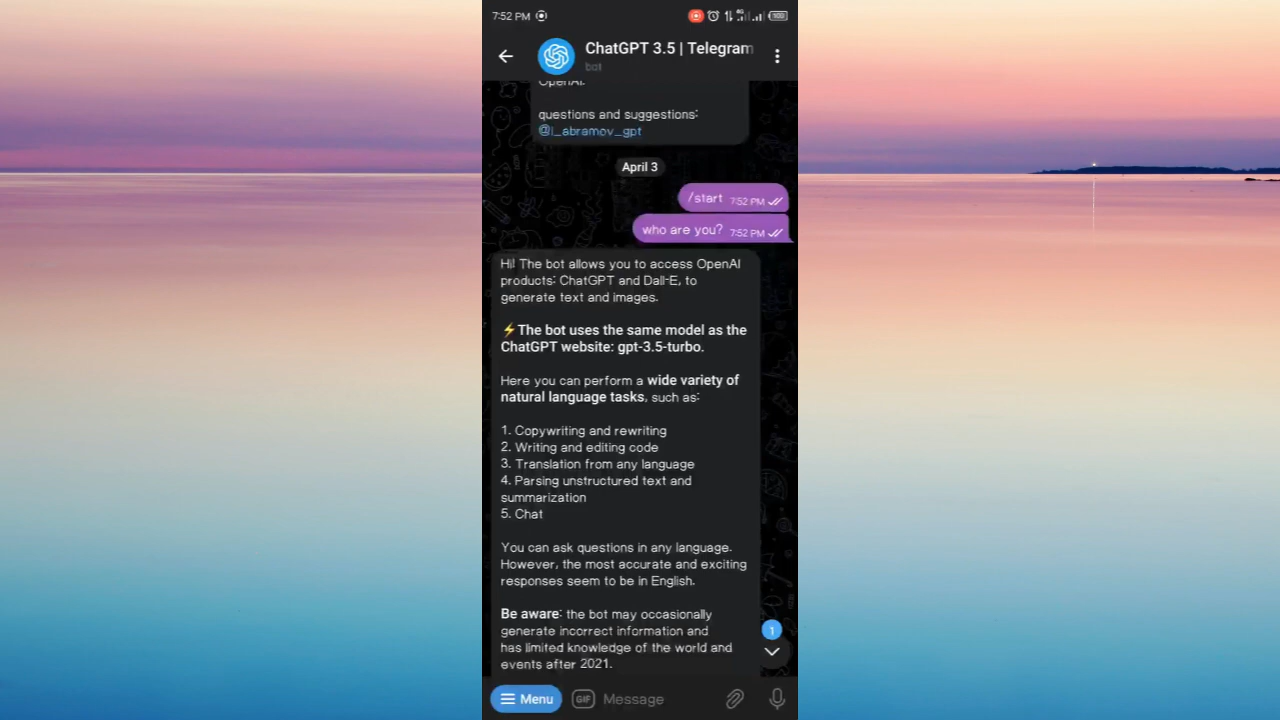 7:52 PM
100
ChatGPT 3.5 | Telegram
bot
OpenAI.
questions and suggestions:
@i_abramov_gpt
April 3
/start 7:52 PM
who are you? 7:52 PM
Hi! The bot allows you to access OpenAI
products: ChatGPT and Dall-E, to
generate text and images.
⚡The bot uses the same model as the
ChatGPT website: gpt-3.5-turbo.
Here you can perform a wide variety of
natural language tasks, such as:
1. Copywriting and rewriting
2. Writing and editing code
3. Translation from any language
4. Parsing unstructured text and
summarization
5. Chat
You can ask questions in any language.
However, the most accurate and exciting
responses seem to be in English.
Be aware: the bot may occasionally
generate incorrect information and
has limited knowledge of the world and
events after 2021.
1
Menu
GIF
Message